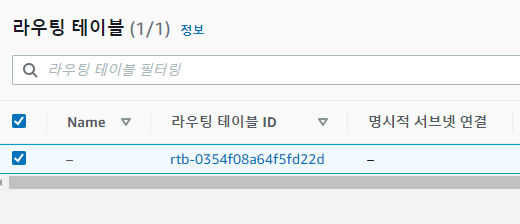 라우팅 테이블 (1/1) 정보
라우팅 테이블 필터링
Name 라우팅 테이블 ID 명시적 서브넷 연결
– rtb-0354f08a64f5fd22d –